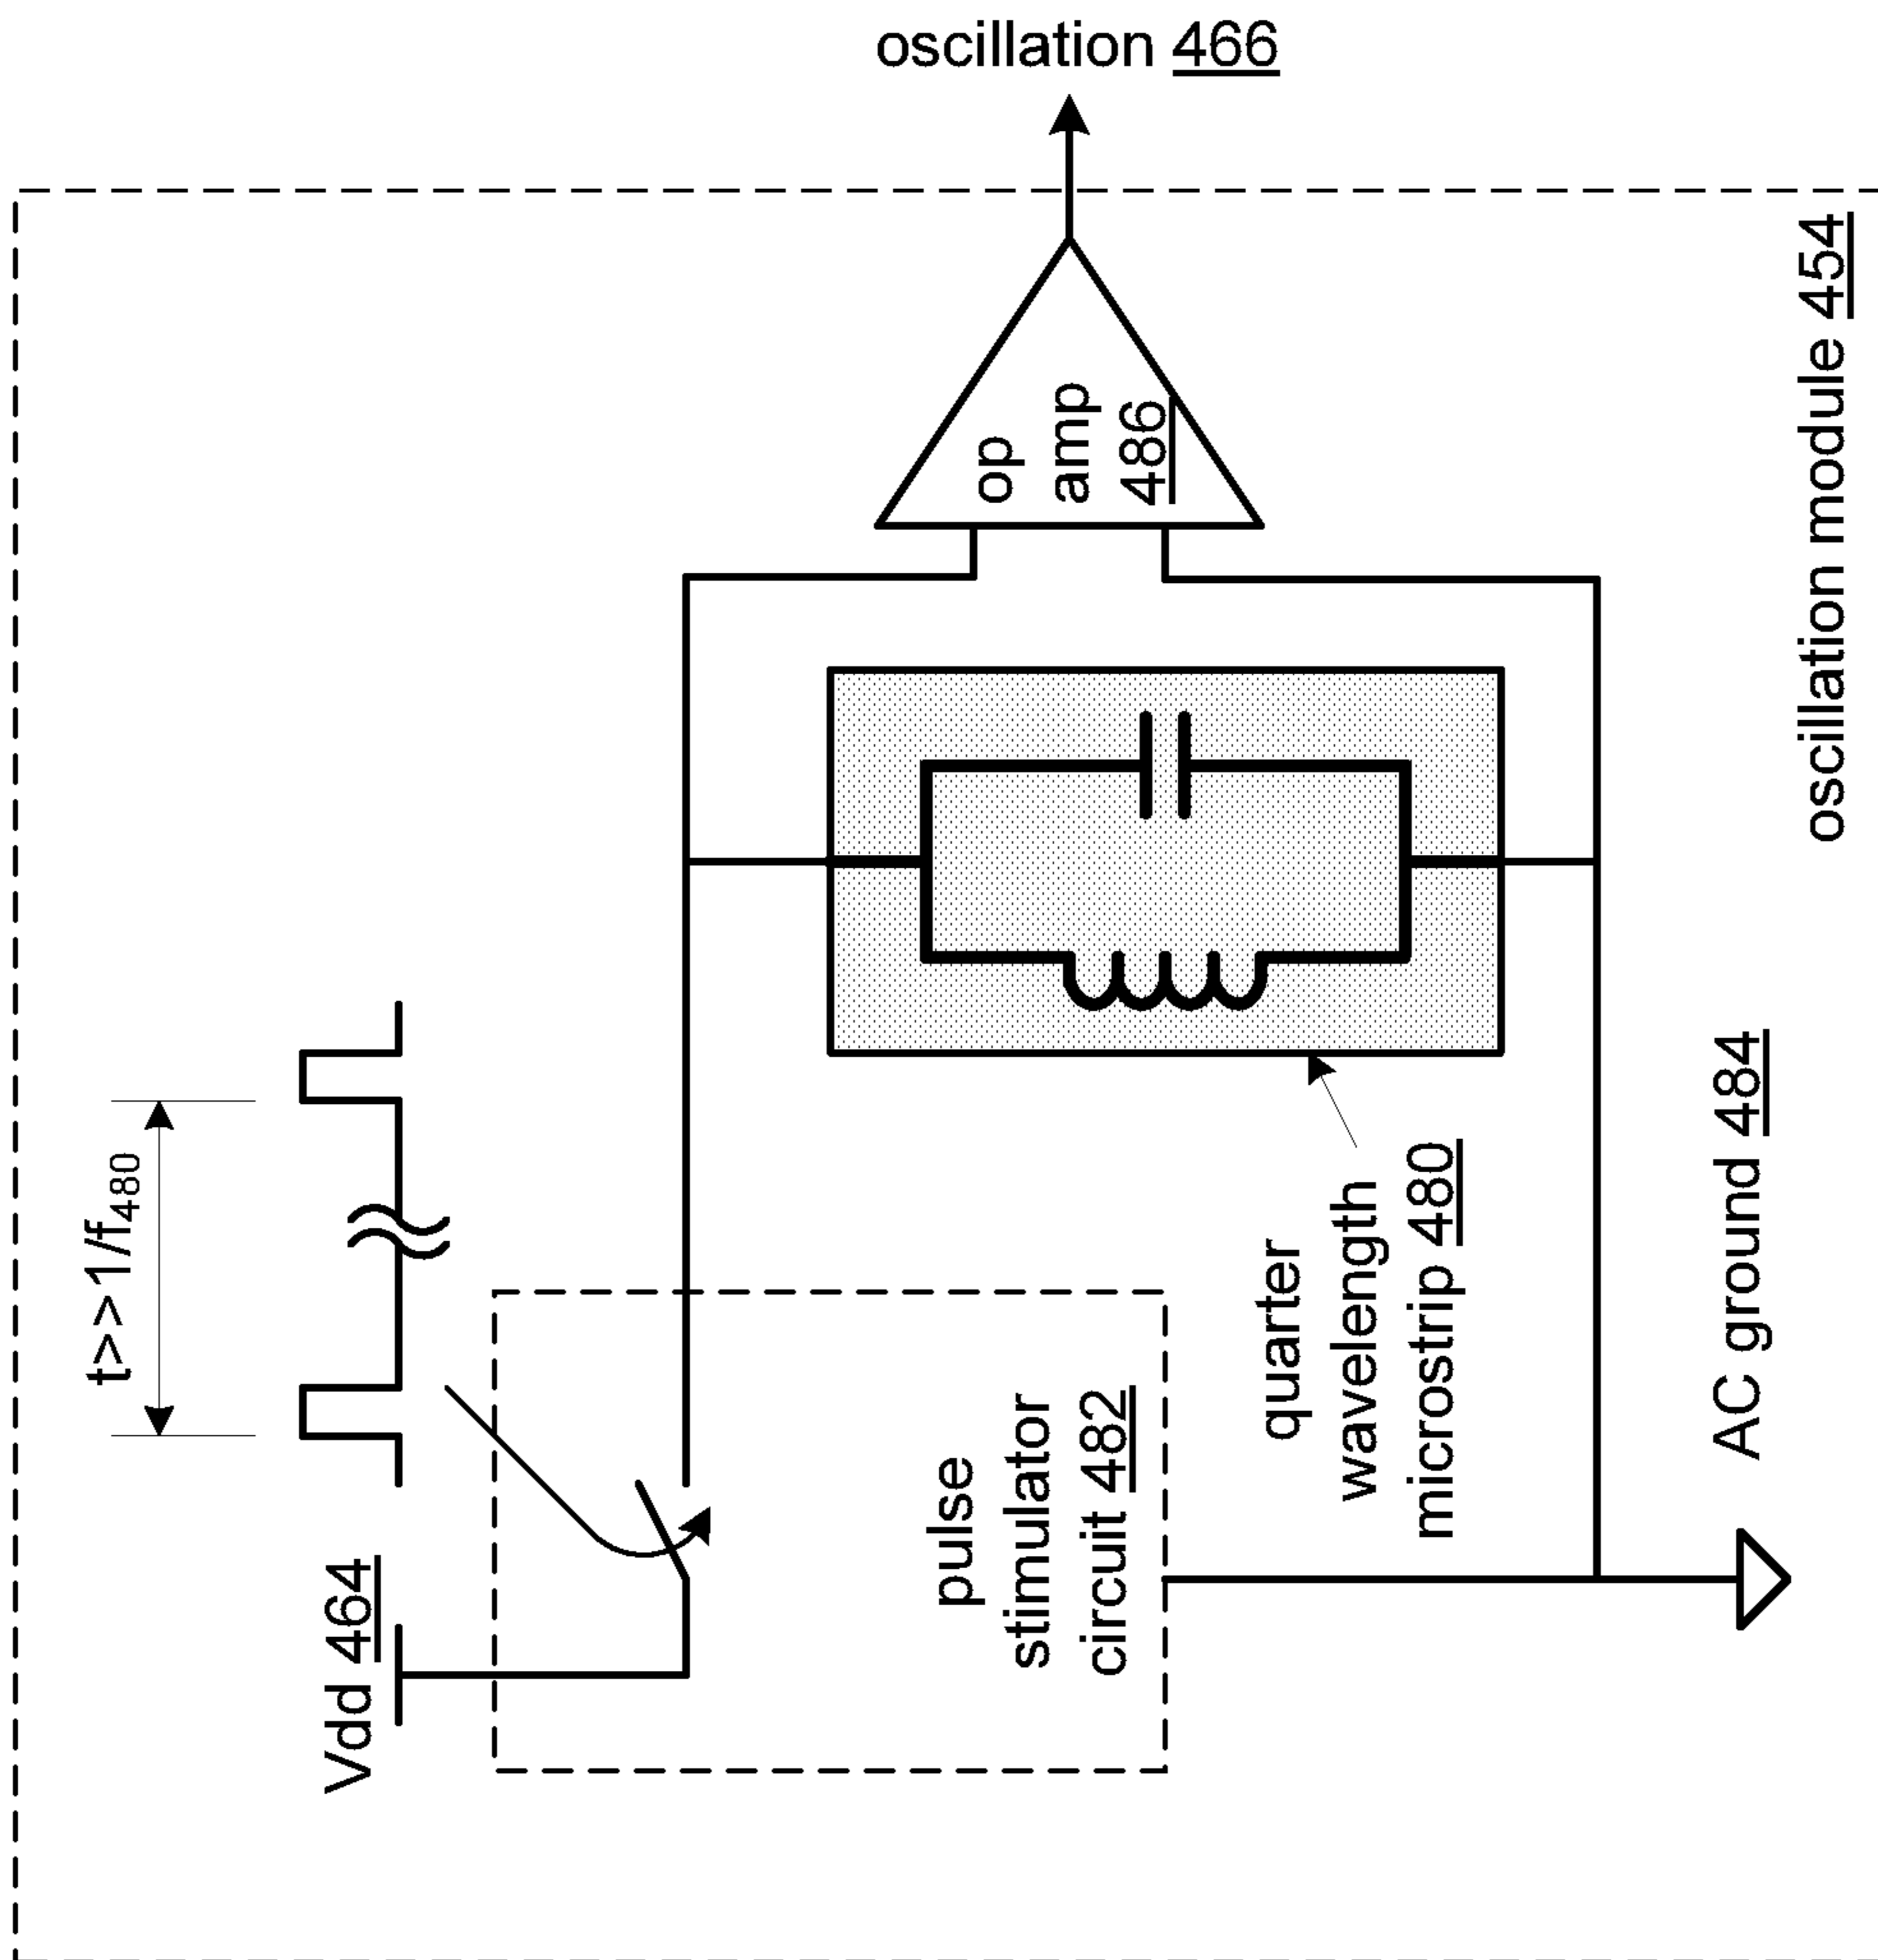 oscillation 466
t>>1/f480
Vdd 464
op
amp
486
pulse
stimulator
circuit 482
quarter
wavelength
microstrip 480
AC ground 484
oscillation module 454